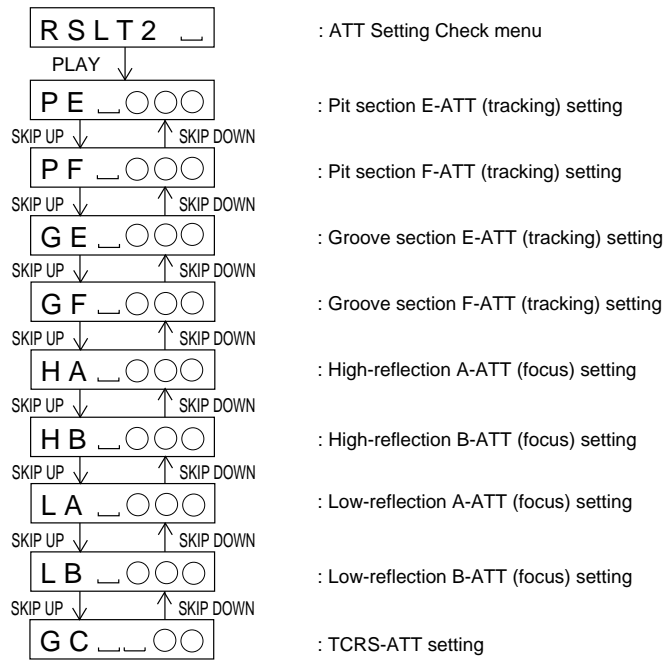 RSLT2 ⎵ : ATT Setting Check menu
PLAY
PE ⎵○○○ : Pit section E-ATT (tracking) setting
SKIP UP SKIP DOWN
PF ⎵○○○ : Pit section F-ATT (tracking) setting
SKIP UP SKIP DOWN
GE ⎵○○○ : Groove section E-ATT (tracking) setting
SKIP UP SKIP DOWN
GF ⎵○○○ : Groove section F-ATT (tracking) setting
SKIP UP SKIP DOWN
HA ⎵○○○ : High-reflection A-ATT (focus) setting
SKIP UP SKIP DOWN
HB ⎵○○○ : High-reflection B-ATT (focus) setting
SKIP UP SKIP DOWN
LA ⎵○○○ : Low-reflection A-ATT (focus) setting
SKIP UP SKIP DOWN
LB ⎵○○○ : Low-reflection B-ATT (focus) setting
SKIP UP SKIP DOWN
GC ⎵⎵○○ : TCRS-ATT setting